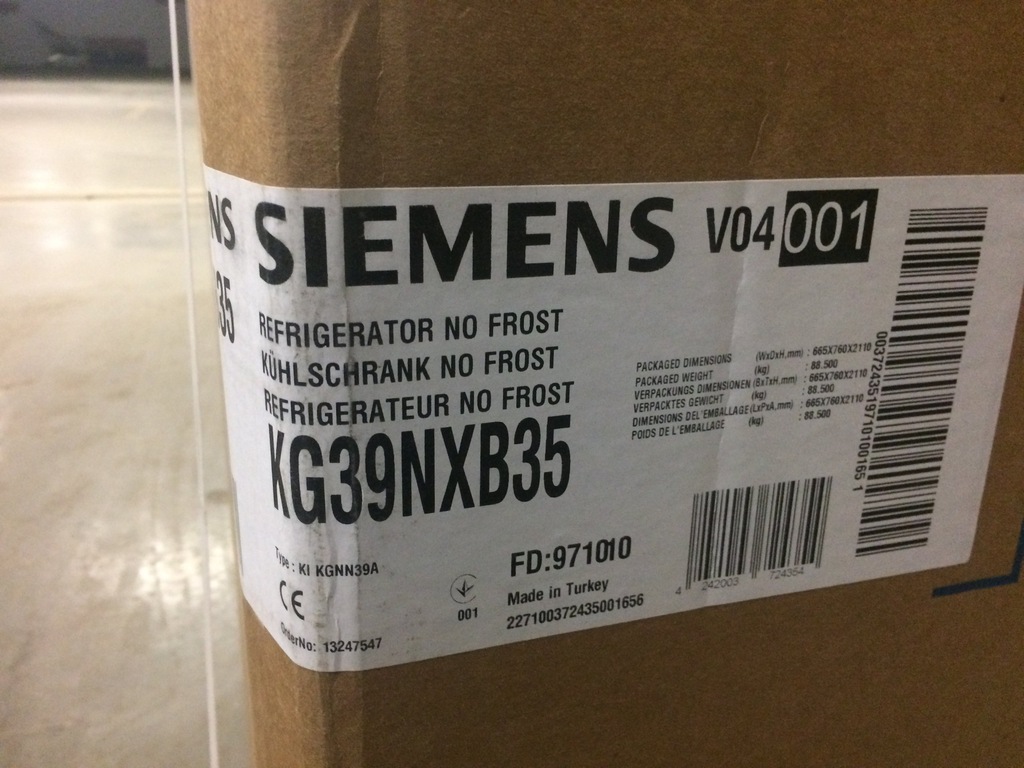 NS
35
SIEMENS V04 001
REFRIGERATOR NO FROST
KÜHLSCHRANK NO FROST
REFRIGERATEUR NO FROST
KG39NXB35
PACKAGED DIMENSIONS (WxDxH,mm) : 665X760X2110
PACKAGED WEIGHT (kg) : 88.500
VERPACKUNGS DIMENSIONEN (BxTxH,mm) : 665X760X2110
VERPACKTES GEWICHT (kg) : 88.500
DIMENSIONS DEL'EMBALLAGE (LxPxA,mm) : 665X760X2110
POIDS DE L'EMBALLAGE (kg) : 88.500
0037243519710100165 1
Type : KI KGNN39A
CE
OrderNo: 13247547
001
FD:971010
Made in Turkey
227100372435001656
4 242003 724354